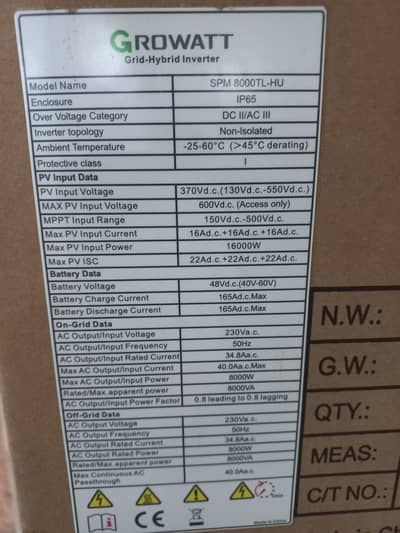 GROWATT
Grid-Hybrid Inverter
Model Name SPM 8000TL-HU
Enclosure IP65
Over Voltage Category DC II/AC III
Inverter topology Non-Isolated
Ambient Temperature -25-60°C (>45°C derating)
Protective class I
PV Input Data
PV Input Voltage 370Vd.c.(130Vd.c.-550Vd.c.)
MAX PV Input Voltage 600Vd.c. (Access only)
MPPT Input Range 150Vd.c.-500Vd.c.
Max PV Input Current 16Ad.c.+16Ad.c.+16Ad.c.
Max PV Input Power 16000W
Max PV ISC 22Ad.c.+22Ad.c.+22Ad.c.
Battery Data
Battery Voltage 48Vd.c.(40V-60V)
Battery Charge Current 165Ad.c.Max
Battery Discharge Current 165Ad.c.Max
On-Grid Data
AC Output/Input Voltage 230Va.c.
AC Output/Input Frequency 50Hz
AC Output/Input Rated Current 34.8Aa.c.
Max AC Output/Input Current 40.0Aa.c.Max
Max AC Output/Input Power 8000W
Rated/Max.apparent power 8000VA
AC Output/Input Power Factor 0.8 leading to 0.8 lagging
Off-Grid Data
AC Output Voltage 230Va.c.
AC Output Frequency 50Hz
AC Output Rated Current 34.8Aa.c.
AC Output Rated Power 8000W
Rated/Max.apparent power 8000VA
Max Continuous AC Passthrough 40.0Aa.c.
5min
CE
Made in China
N.W.:
G.W.:
QTY.:
MEAS:
C/T NO.: